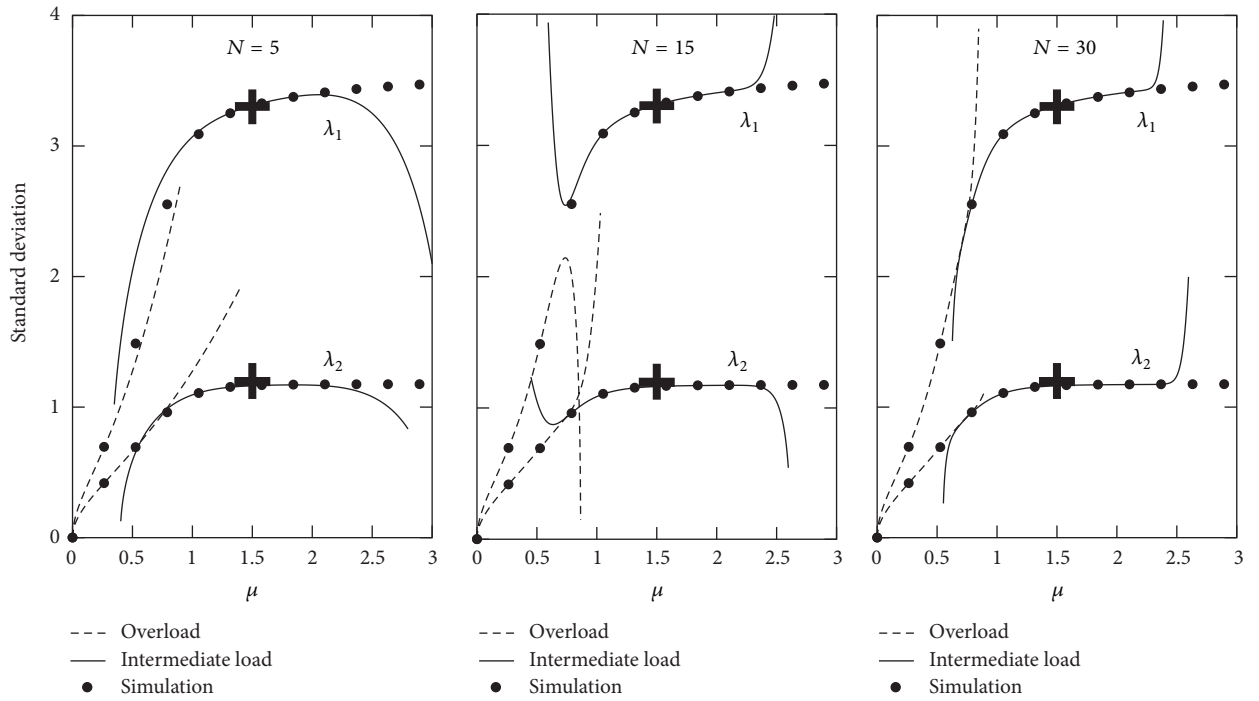 Standard deviation
4
3
2
1
0
N = 5
λ1
λ2
0 0.5 1 1.5 2 2.5 3
μ
Overload
Intermediate load
Simulation
N = 15
λ1
λ2
0 0.5 1 1.5 2 2.5 3
μ
Overload
Intermediate load
Simulation
N = 30
λ1
λ2
0 0.5 1 1.5 2 2.5 3
μ
Overload
Intermediate load
Simulation